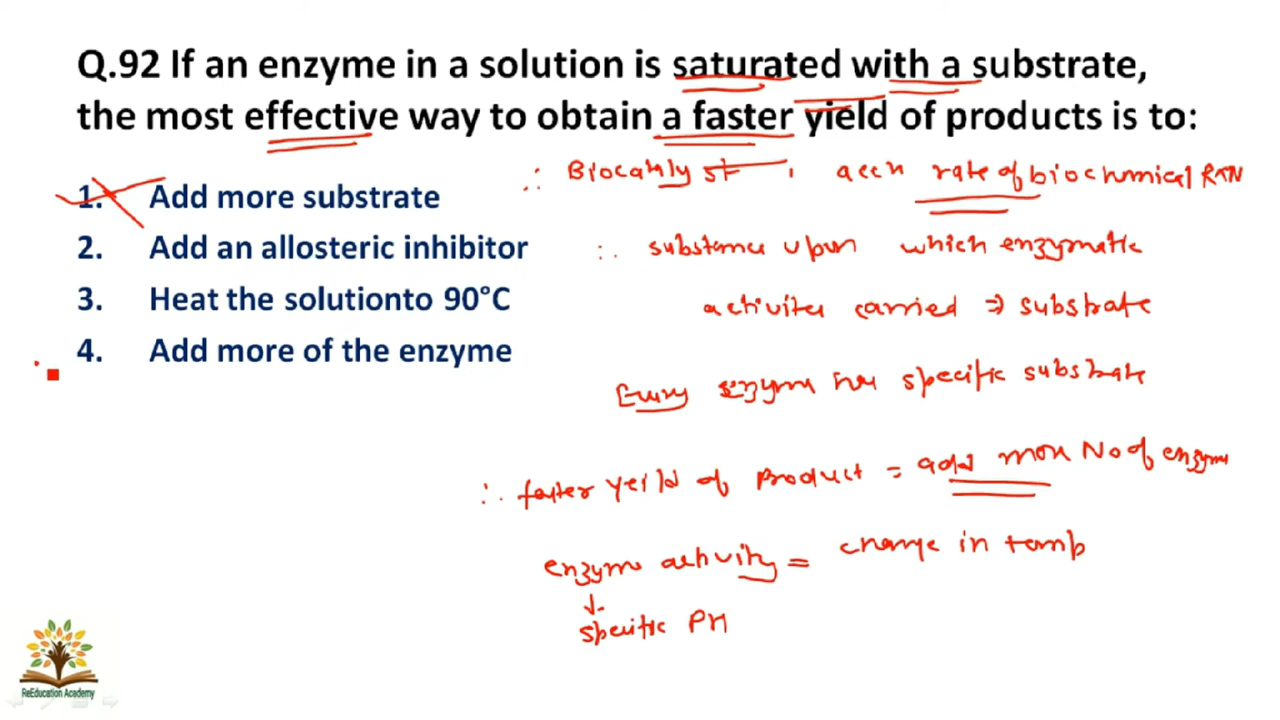 Q.92 If an enzyme in a solution is saturated with a substrate,
the most effective way to obtain a faster yield of products is to:
1. Add more substrate
2. Add an allosteric inhibitor
3. Heat the solutionto 90°C
4. Add more of the enzyme
∴ Biocatalyst, rate of biochemical RXN
∴ substance upon which enzymatic
activites carried ⇒ substrate
Every enzyme has specific substrate
∴ faster yeild of product = add more No of enzyme
enzyme activity = change in temp
↓
specific PH
ReEducation Academy